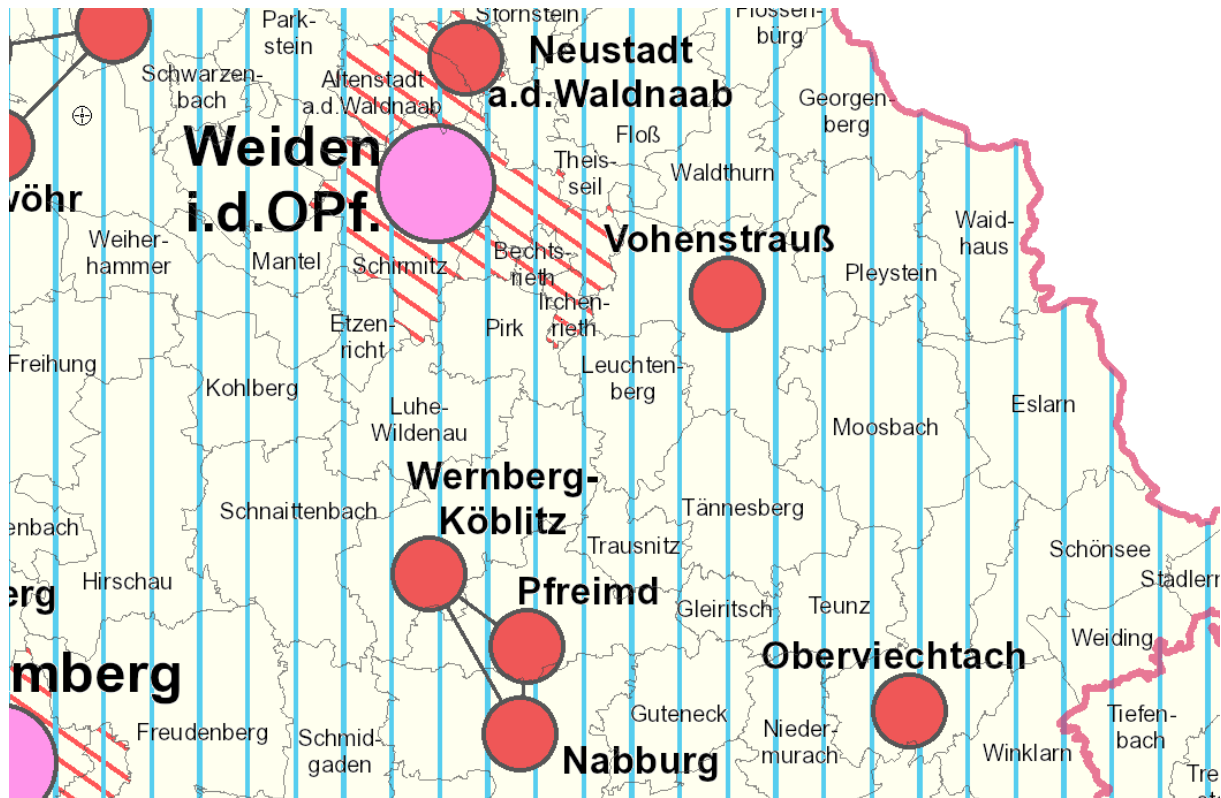 Stornstein
Flossen-
bürg
Park-
stein
Neustadt
a.d.Waldnaab
Schwarzen-
bach
Altenstadt
a.d.Waldnaab
Georgen-
berg
Floß
Weiden
i.d.OPf.
Theis-
seil
Waldthurn
wöhr
Weiher-
hammer
Mantel
Schirmitz
Bechts-
rieth
Vohenstrauß
Waid-
haus
Pleystein
Irchen-
rieth
Etzen-
richt
Pirk
Freihung
Kohlberg
Leuchten-
berg
Luhe-
Wildenau
Moosbach
Eslarn
Wernberg-
Köblitz
Schnaittenbach
Tännesberg
enbach
Trausnitz
Schönsee
Stadlern
Hirschau
erg
Pfreimd
Gleiritsch
Teunz
Weiding
Oberviechtach
mberg
Guteneck
Nieder-
murach
Tiefen-
bach
Freudenberg
Schmid-
gaden
Nabburg
Winklarn
Tre